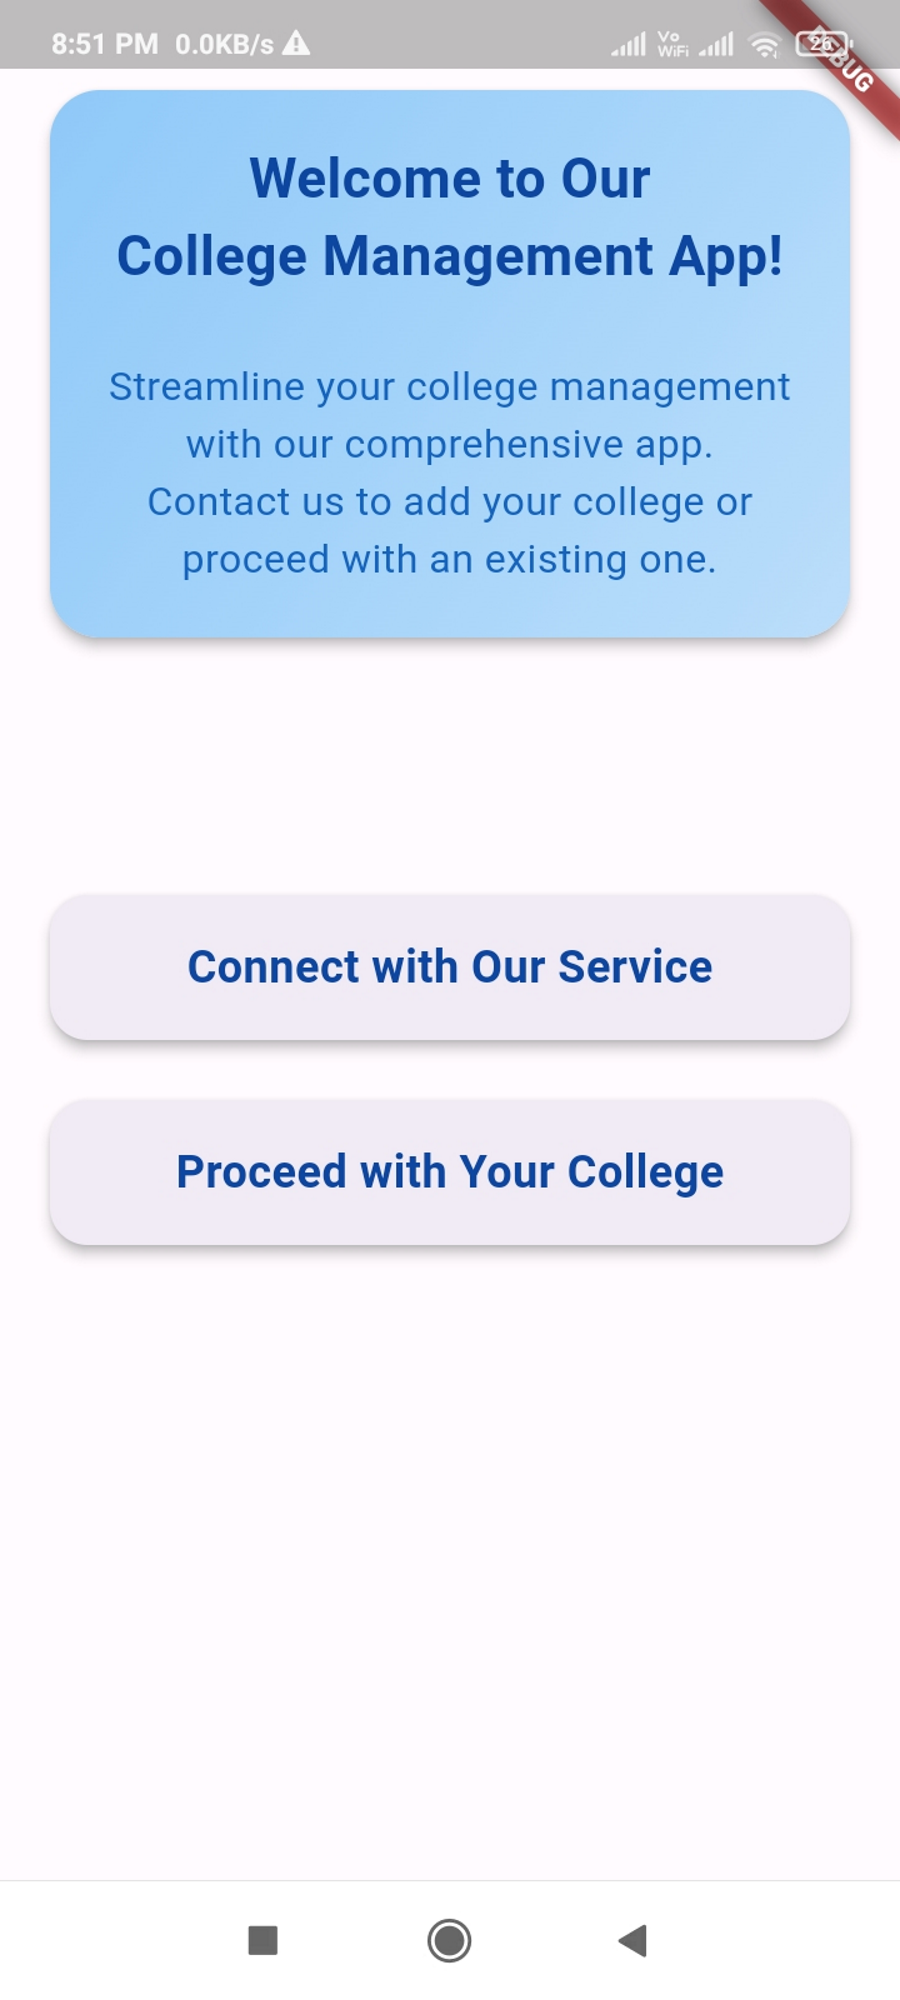 8:51 PM 0.0KB/s
Vo
WiFi
26
DEBUG
Welcome to Our
College Management App!
Streamline your college management
with our comprehensive app.
Contact us to add your college or
proceed with an existing one.
Connect with Our Service
Proceed with Your College